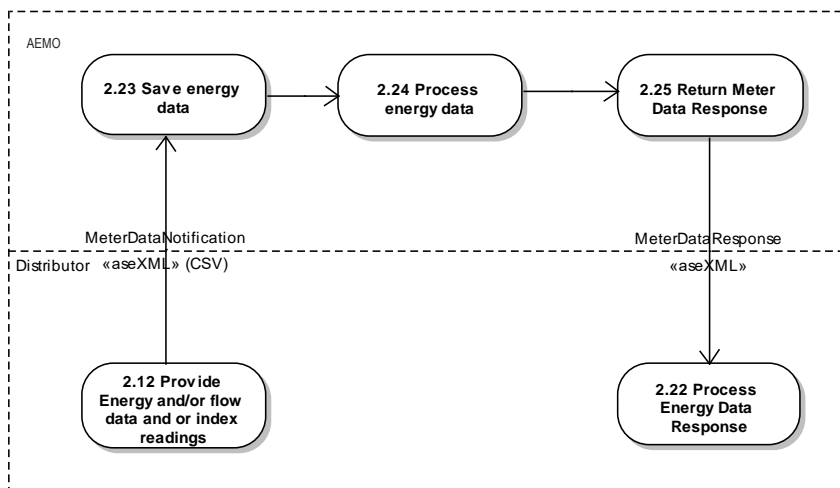 AEMO
2.23 Save energy
data
2.24 Process
energy data
2.25 Return Meter
Data Response
MeterDataNotification
MeterDataResponse
Distributor
«aseXML» (CSV)
«aseXML»
2.12 Provide
Energy and/or flow
data and or index
readings
2.22 Process
Energy Data
Response